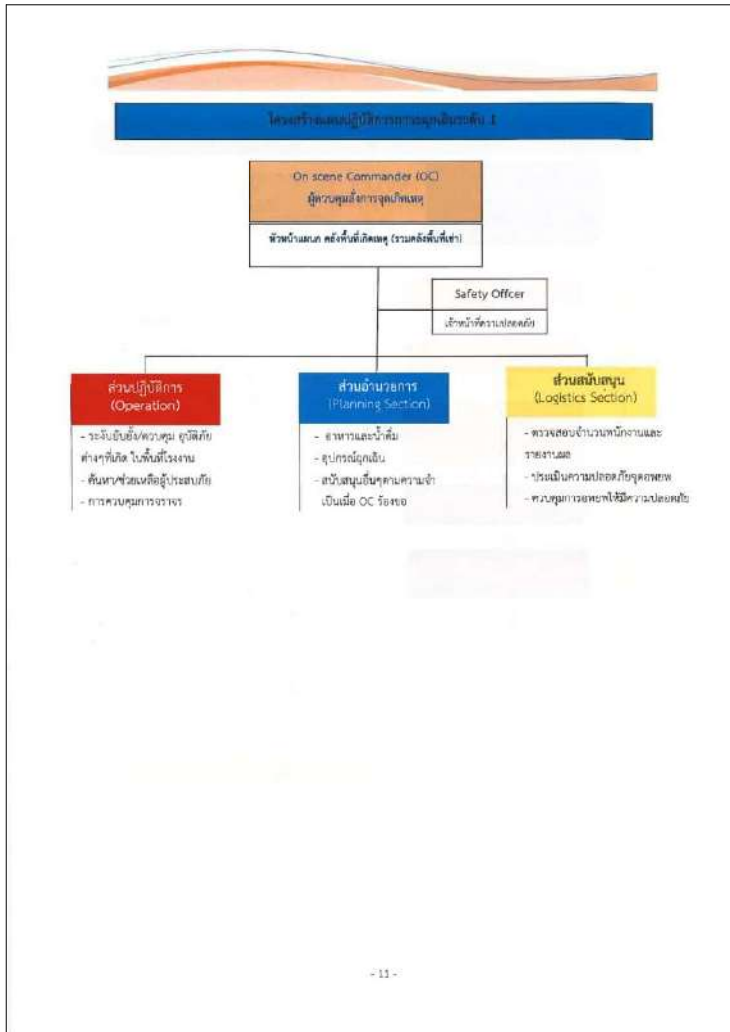 โครงสร้างแผนปฏิบัติการภาวะฉุกเฉินระดับ 1
On scene Commander (OC)
ผู้ควบคุมสั่งการจุดเกิดเหตุ
หัวหน้าแผนก คลังพื้นที่เกิดเหตุ (รวมคลังพื้นที่เช่า)
Safety Offcer
เจ้าหน้าที่ความปลอดภัย
ส่วนปฏิบัติการ
(Operation)
- ระงับยับยั้ง/ควบคุม อุบัติภัย
ต่างๆที่เกิด ในพื้นที่โรงงาน
- ค้นหา/ช่วยเหลือผู้ประสบภัย
- การควบคุมการจราจร
ส่วนอำนวยการ
(Planning Section)
- อาหารและน้ำดื่ม
- อุปกรณ์ฉุกเฉิน
- สนับสนุนอื่นๆตามความจำ
เป็นเมื่อ OC ร้องขอ
ส่วนสนับสนุน
(Logistics Section)
- ตรวจสอบจำนวนพนักงานและ
รายงานผล
- ประเมินความปลอดภัยจุดอพยพ
- ควบคุมการอพยพให้มีความปลอดภัย
- 11 -